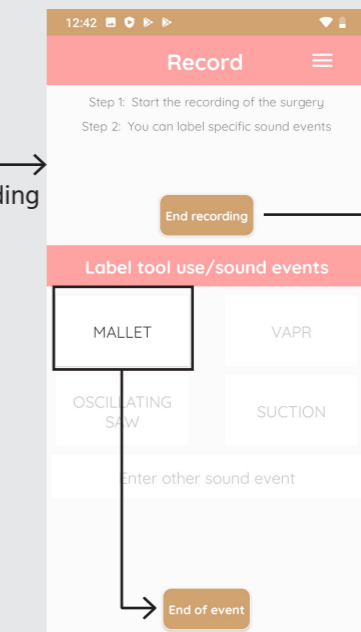 12:42
Record
Step 1: Start the recording of the surgery
Step 2: You can label specific sound events
ding
End recording
Label tool use/sound events
MALLET
VAPR
OSCILLATING
SAW
SUCTION
Enter other sound event
End of event